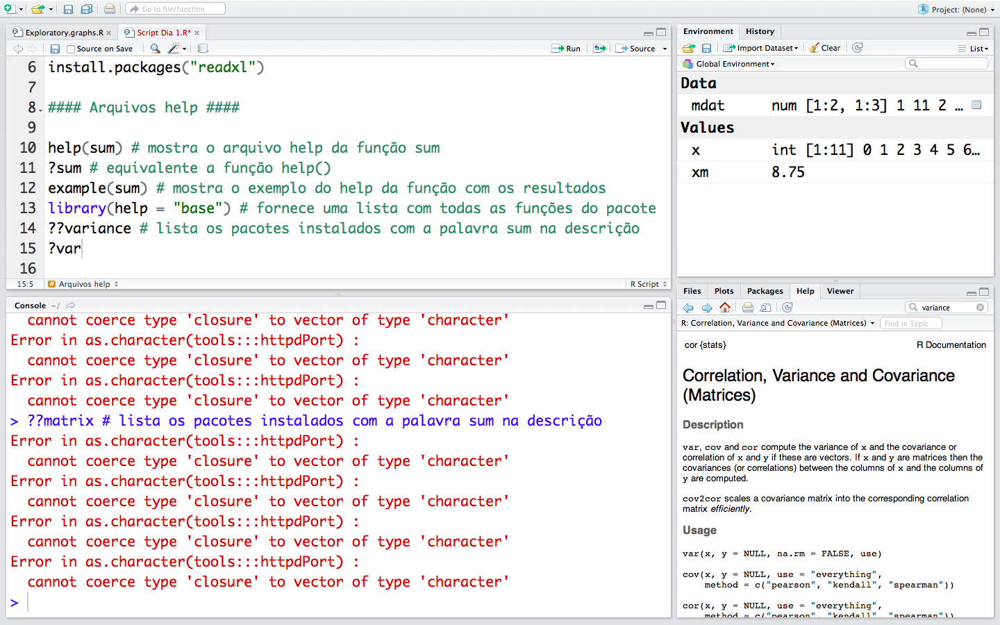 Go to file/function
Project: (None)
Exploratory.graphs.R
Script Dia 1.R*
Source on Save
Run
Source
6 install.packages("readxl")
7
8 #### Arquivos help ####
9
10 help(sum) # mostra o arquivo help da função sum
11 ?sum # equivalente a função help()
12 example(sum) # mostra o exemplo do help da função com os resultados
13 library(help = "base") # fornece uma lista com todas as funções do pacote
14 ??variance # lista os pacotes instalados com a palavra sum na descrição
15 ?var
16
15:5 Arquivos help R Script
Console ~/
cannot coerce type 'closure' to vector of type 'character'
Error in as.character(tools:::httpdPort) :
cannot coerce type 'closure' to vector of type 'character'
Error in as.character(tools:::httpdPort) :
cannot coerce type 'closure' to vector of type 'character'
> ??matrix # lista os pacotes instalados com a palavra sum na descrição
Error in as.character(tools:::httpdPort) :
cannot coerce type 'closure' to vector of type 'character'
Error in as.character(tools:::httpdPort) :
cannot coerce type 'closure' to vector of type 'character'
Error in as.character(tools:::httpdPort) :
cannot coerce type 'closure' to vector of type 'character'
Error in as.character(tools:::httpdPort) :
cannot coerce type 'closure' to vector of type 'character'
>
Environment History
Import Dataset Clear List
Global Environment
Data
mdat num [1:2, 1:3] 1 11 2 …
Values
x int [1:11] 0 1 2 3 4 5 6…
xm 8.75
Files Plots Packages Help Viewer
variance
R: Correlation, Variance and Covariance (Matrices) Find in Topic
cor {stats} R Documentation
Correlation, Variance and Covariance
(Matrices)
Description
var, cov and cor compute the variance of x and the covariance or
correlation of x and y if these are vectors. If x and y are matrices then the
covariances (or correlations) between the columns of x and the columns of
y are computed.
cov2cor scales a covariance matrix into the corresponding correlation
matrix efficiently.
Usage
var(x, y = NULL, na.rm = FALSE, use)
cov(x, y = NULL, use = "everything",
method = c("pearson", "kendall", "spearman"))
cor(x, y = NULL, use = "everything",
method = c("pearson", "kendall", "spearman"))